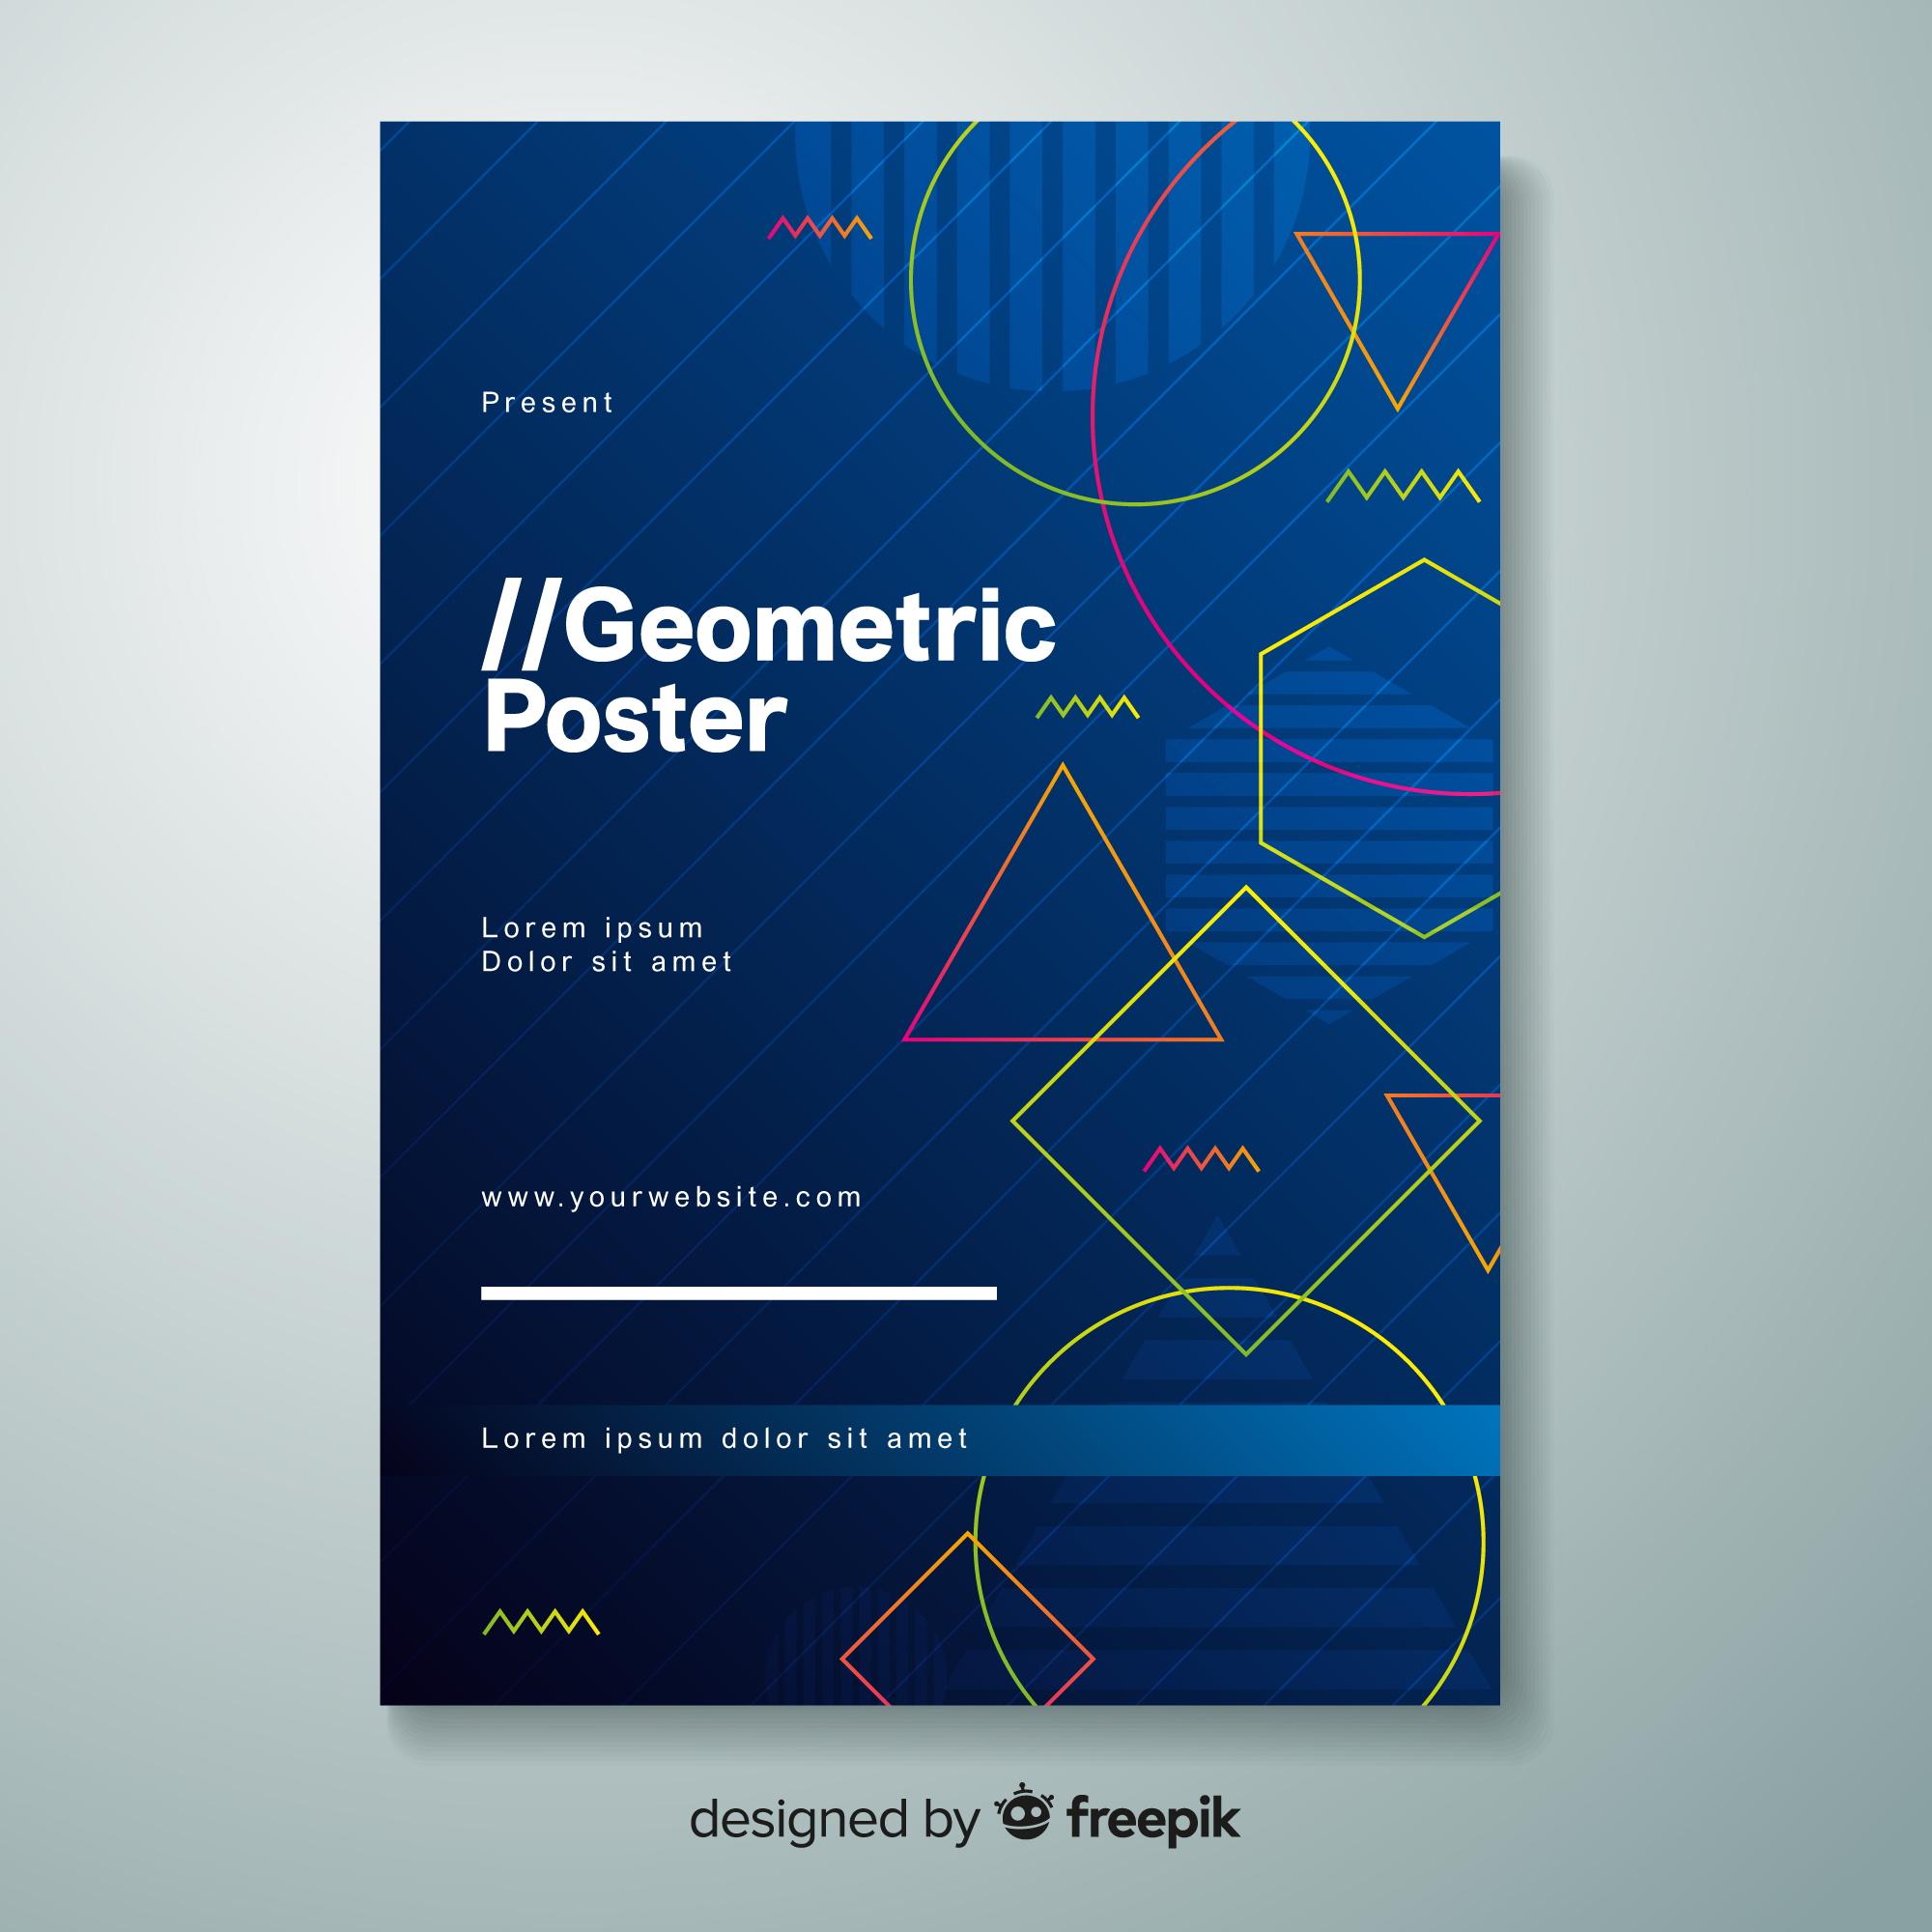 Present
//Geometric
Poster
Lorem ipsum
Dolor sit amet
www.yourwebsite.com
Lorem ipsum dolor sit amet
designed by freepik